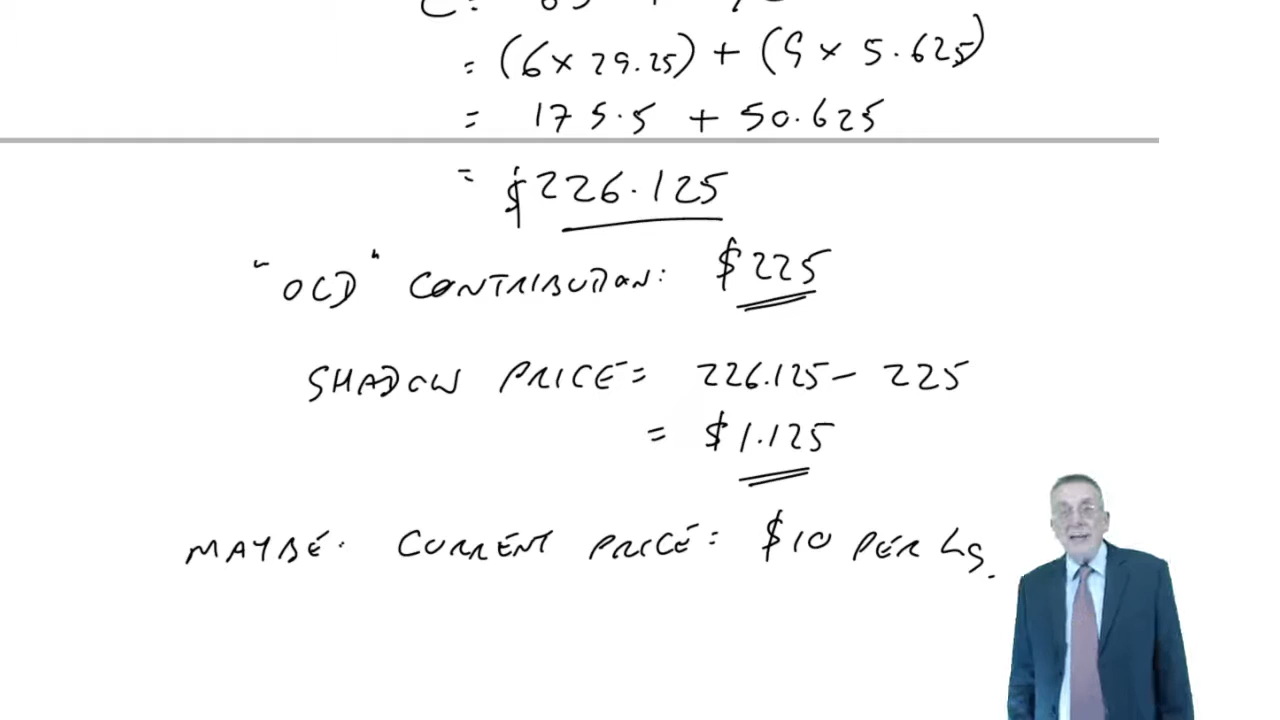 = (6 x 29.25) + (9 x 5.625)
= 175.5 + 50.625
= $226.125
"OLD" CONTRIBUTION: $225
SHADOW PRICE = 226.125 - 225
= $1.125
MAYBE. CURRENT PRICE: $10 PER kg.